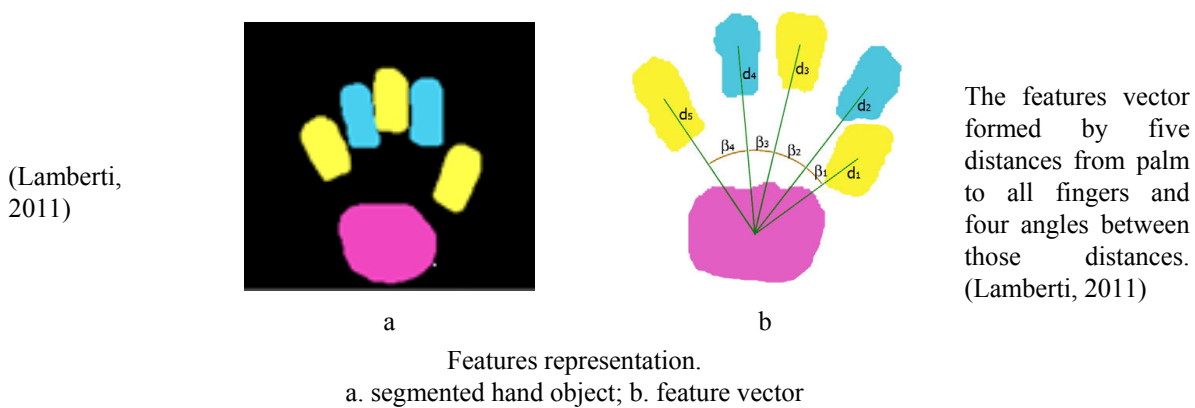 (Lamberti,
2011)
d₅
d₄
d₃
d₂
d₁
β₄
β₃
β₂
β₁
The features vector
formed by five
distances from palm
to all fingers and
four angles between
those distances.
(Lamberti, 2011)
a
b
Features representation.
a. segmented hand object; b. feature vector